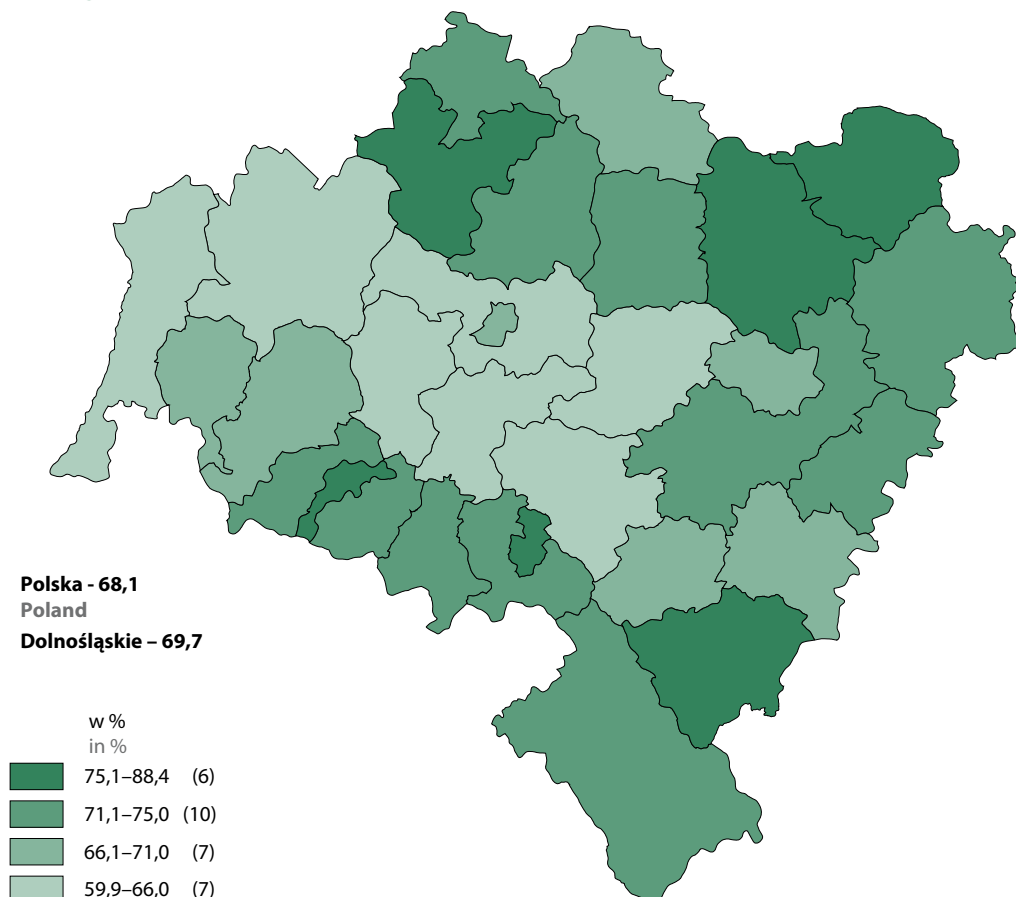 Polska - 68,1
Poland
Dolnośląskie – 69,7
w %
in %
75,1–88,4 (6)
71,1–75,0 (10)
66,1–71,0 (7)
59,9–66,0 (7)